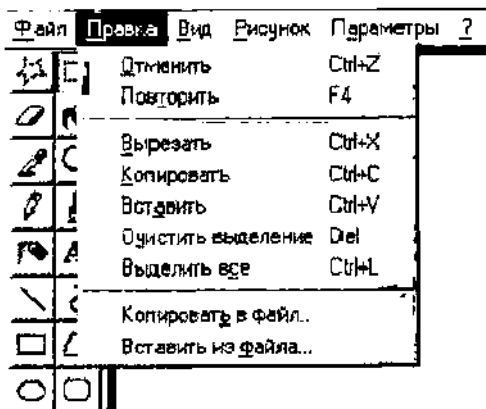 Файл Правка Вид Рисунок Параметры ?
Отменить Ctrl+Z
Повторить F4
Вырезать Ctrl+X
Копировать Ctrl+C
Вставить Ctrl+V
Очистить выделение Del
Выделить все Ctrl+L
Копировать в файл...
Вставить из файла...